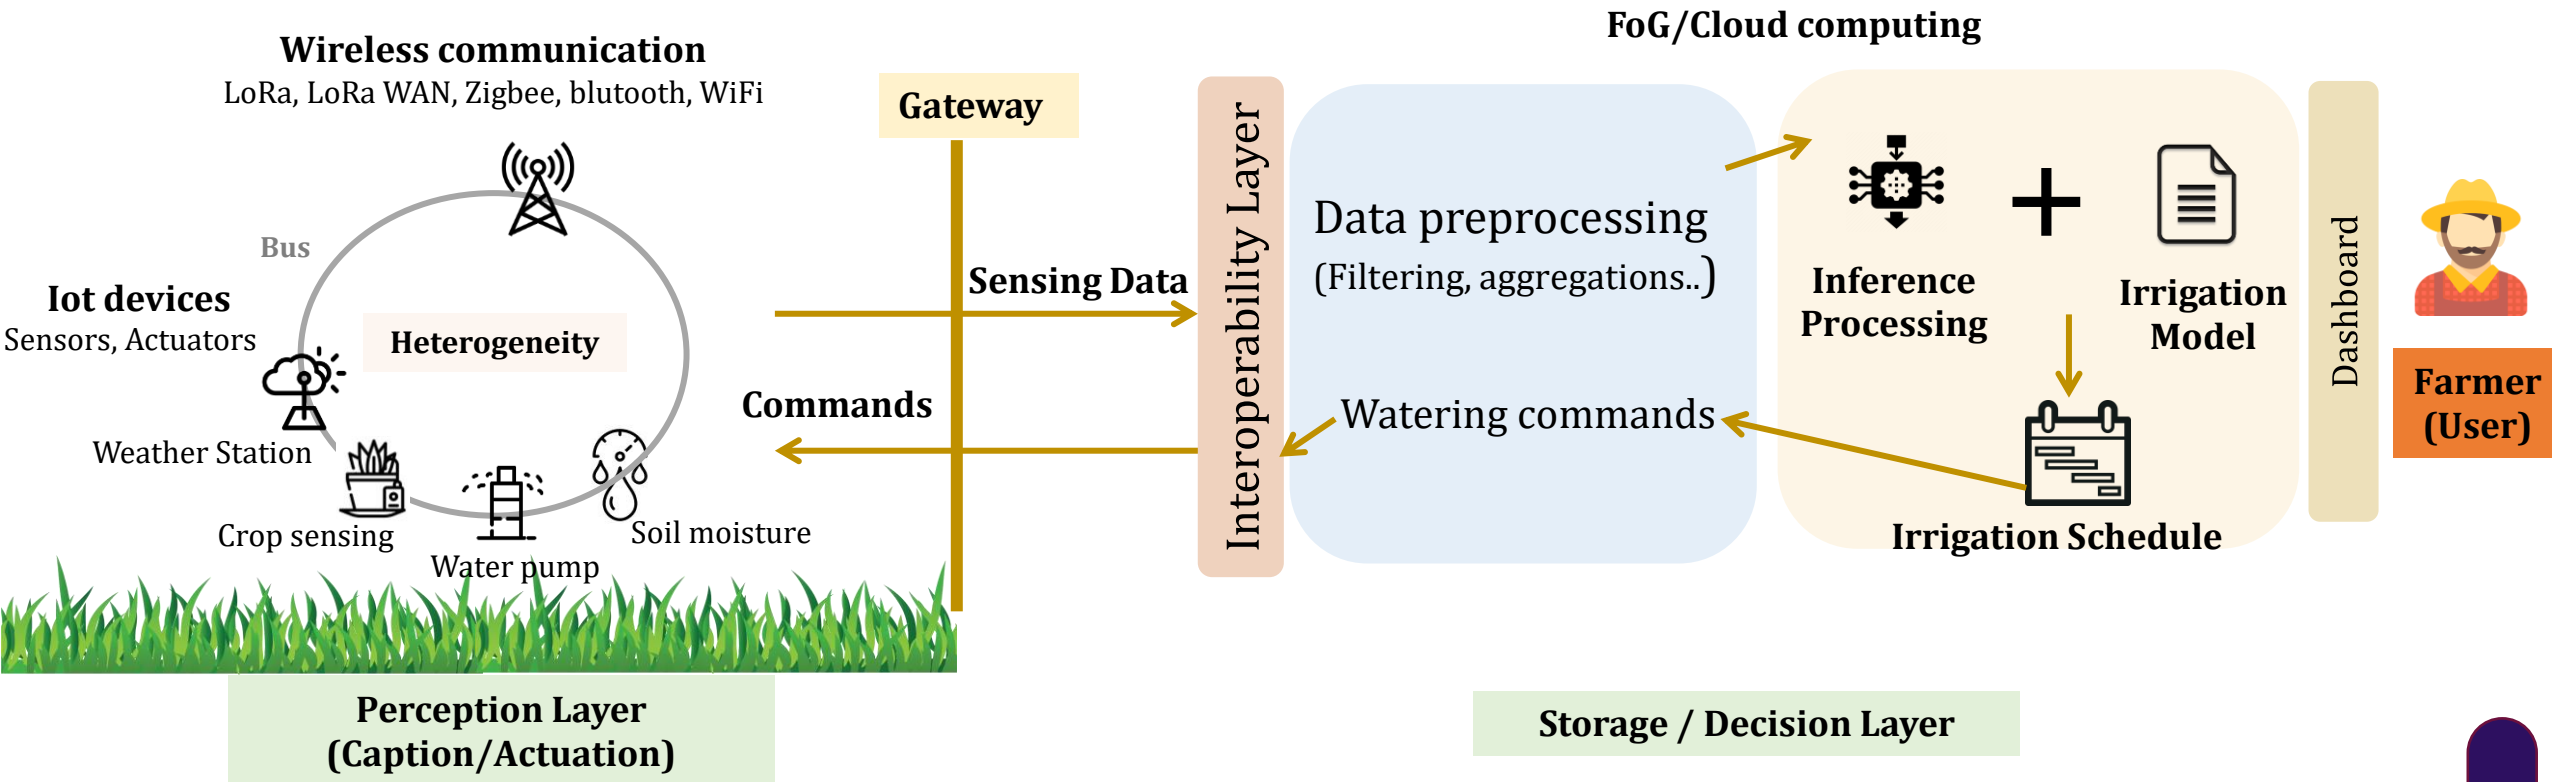 FoG/Cloud computing
Wireless communication
LoRa, LoRa WAN, Zigbee, blutooth, WiFi
Gateway
Bus
Iot devices
Sensors, Actuators
Heterogeneity
Weather Station
Crop sensing
Water pump
Soil moisture
Sensing Data
Commands
Interoperability Layer
Data preprocessing
(Filtering, aggregations..)
Watering commands
Inference
Processing
+
Irrigation
Model
Irrigation Schedule
Dashboard
Farmer
(User)
Perception Layer
(Caption/Actuation)
Storage / Decision Layer